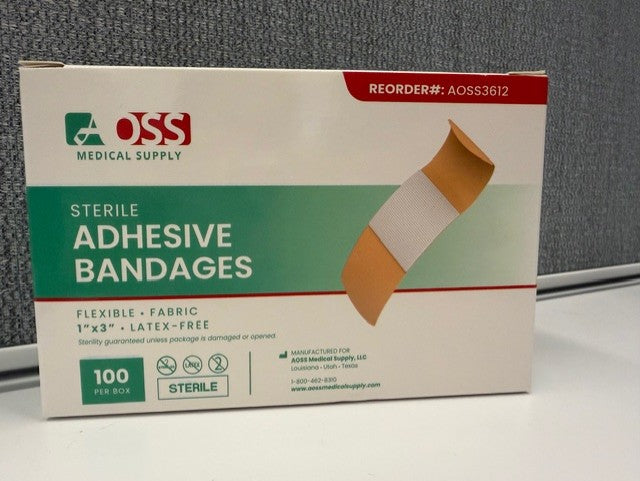 REORDER#: AOSS3612
AOSS
MEDICAL SUPPLY
STERILE
ADHESIVE
BANDAGES
FLEXIBLE • FABRIC
1"x3" • LATEX-FREE
Sterility guaranteed unless package is damaged or opened
100
PER BOX
LATEX
2
STERILE
MANUFACTURED FOR
AOSS Medical Supply, LLC
Louisiana - Utah - Texas
1-800-462-8310
www.aossmedicalsupply.com